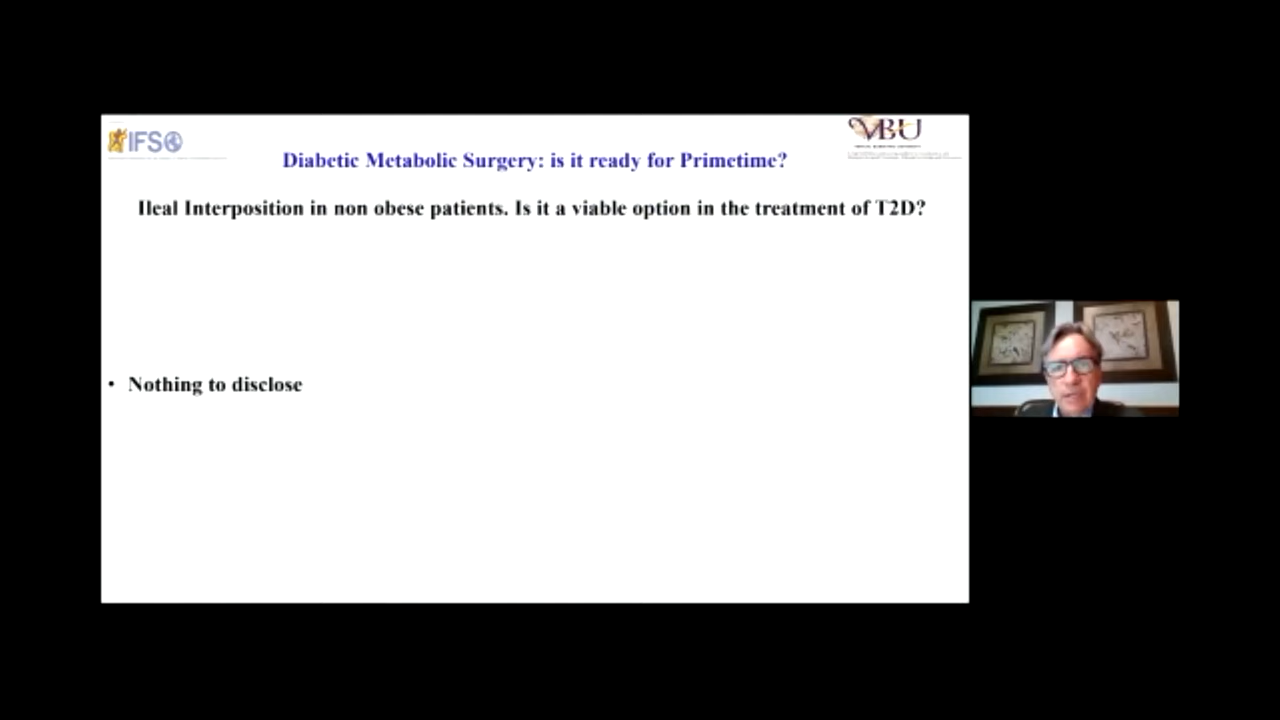 IFSO
VBU
Diabetic Metabolic Surgery: is it ready for Primetime?
Ileal Interposition in non obese patients. Is it a viable option in the treatment of T2D?
• Nothing to disclose